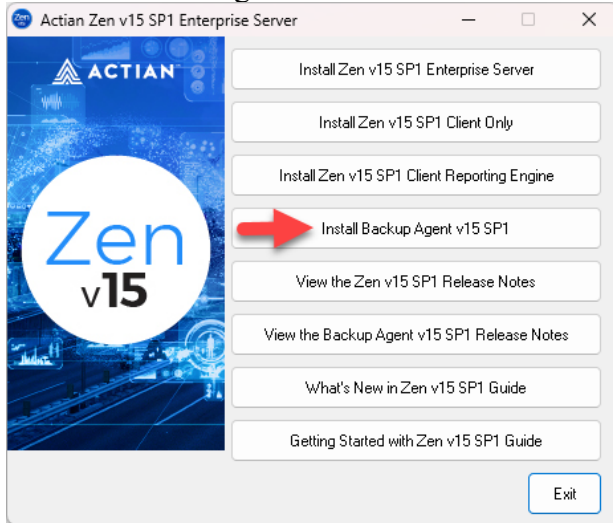 Actian Zen v15 SP1 Enterprise Server
ACTIAN
Zen
v15
Install Zen v15 SP1 Enterprise Server
Install Zen v15 SP1 Client Only
Install Zen v15 SP1 Client Reporting Engine
Install Backup Agent v15 SP1
View the Zen v15 SP1 Release Notes
View the Backup Agent v15 SP1 Release Notes
What's New in Zen v15 SP1 Guide
Getting Started with Zen v15 SP1 Guide
Exit